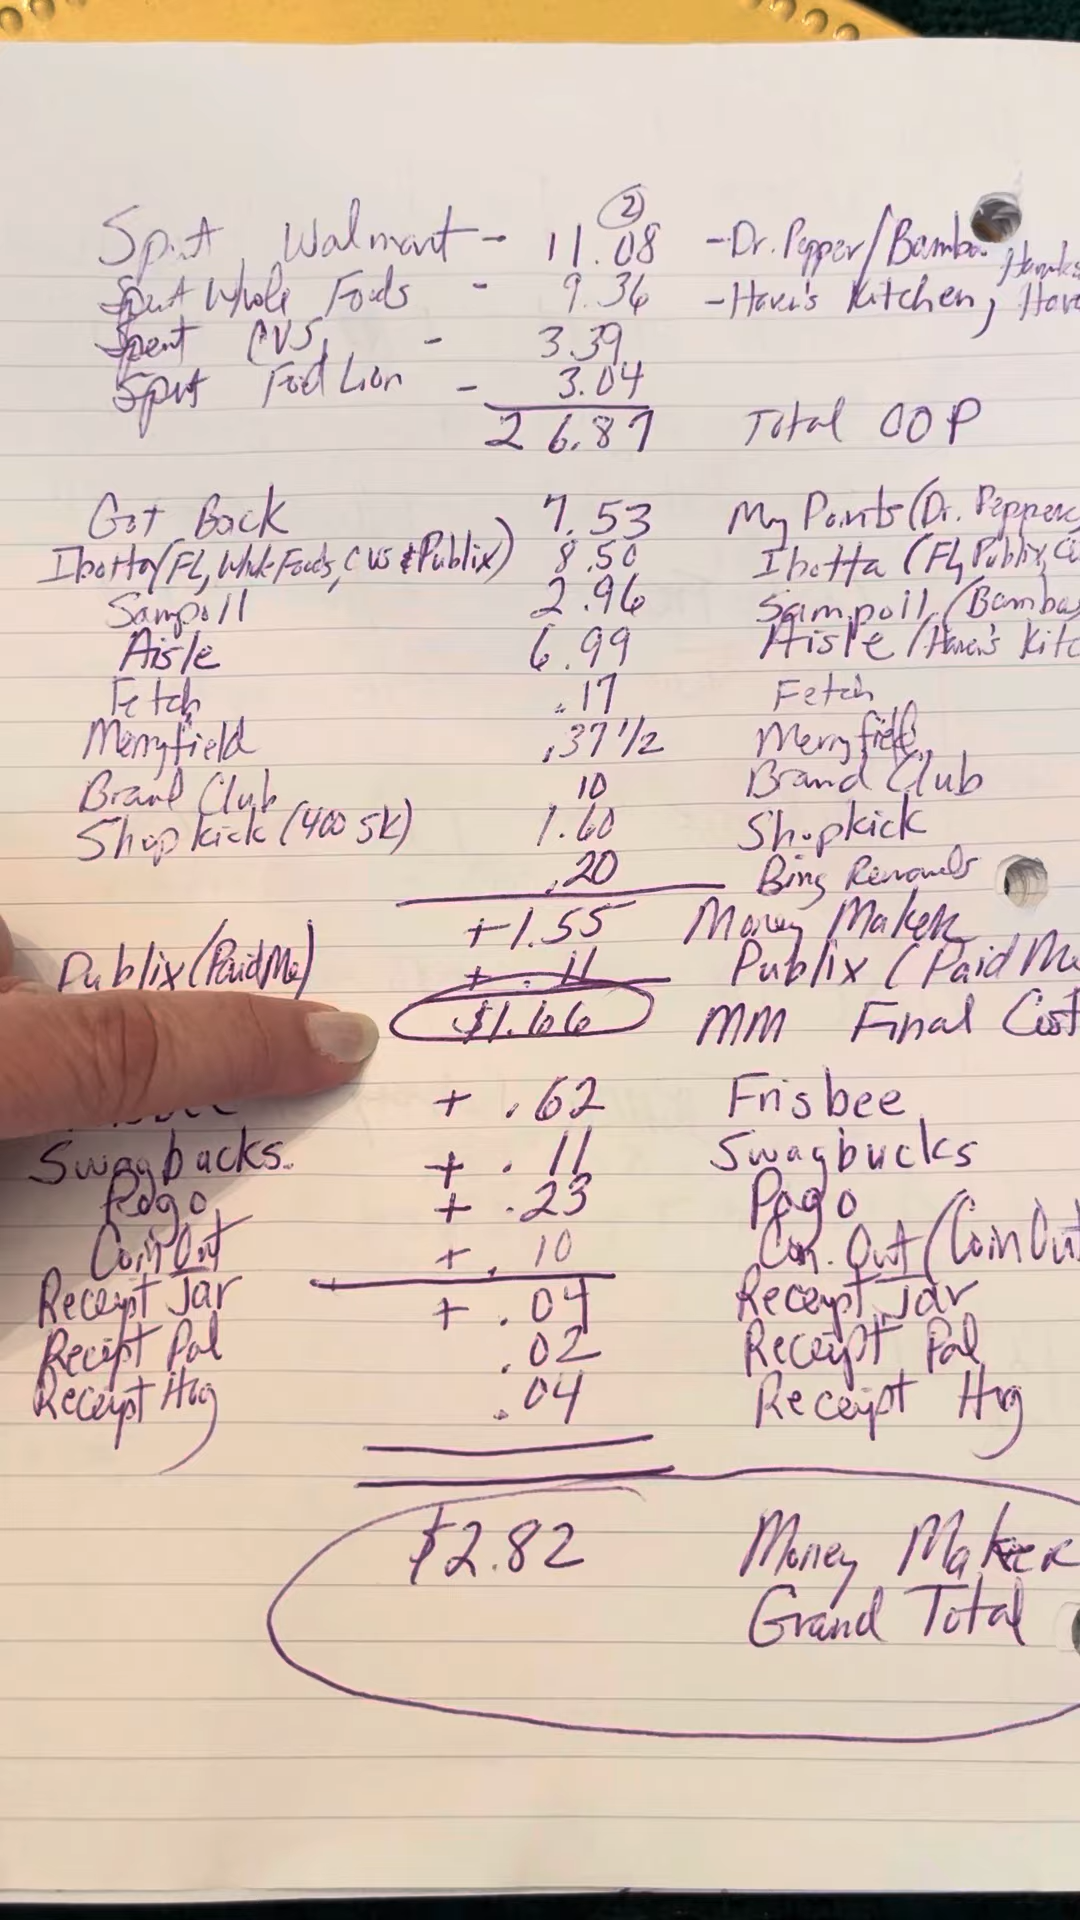 Spent Walmart - 11.08 - Dr. Pepper/Bamba
Spent Whole Foods - 9.36 - Haven's Kitchen,
Spent CVS - 3.39
Spent Food Lion - 3.04
26.87 Total OOP
Got Back 7.53 My Points (Dr. Pepper,
Ibotta (FL, Whole Foods, CVS & Publix) 8.50 Ibotta (FL, Publix,
Sampoll 2.96 Sampoll (Bamba
Aisle 6.99 Aisle (Haven's Kitc
Fetch .17 Fetch
Merryfield .37 1/2 Merryfield
Brand Club 10 Brand Club
Shopkick (400 SK) 1.60 Shopkick
.20 Bing Rewards
+1.55 Money Maker
Publix (Paid Me) + .11 Publix (Paid Me
$1.66 MM Final Cost
+ .62 Frisbee
Swagbucks + .11 Swagbucks
Pogo + .23 Pogo
Coin Out + .10 Coin Out (Coin Out
Receipt Jar + .04 Receipt Jar
Receipt Pal .02 Receipt Pal
Receipt Hog .04 Receipt Hog
$2.82 Money Maker
Grand Total